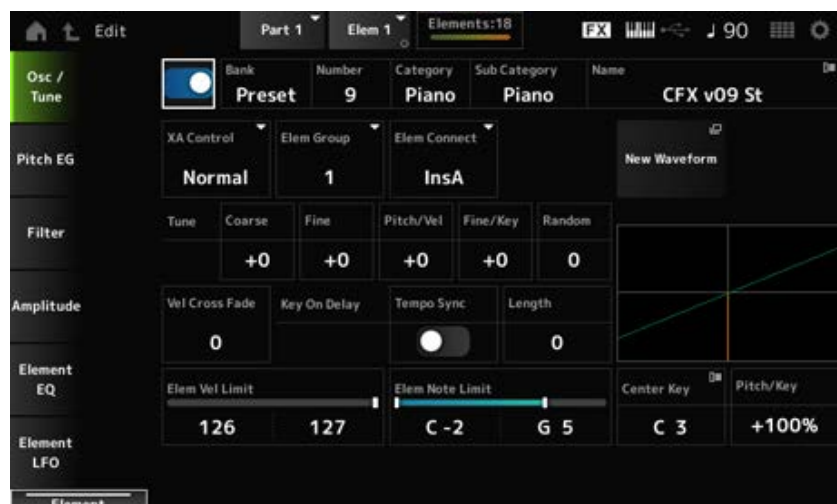 Edit
Part 1
Elem 1
Elements:18
FX
♩ 90
Osc /
Tune
Pitch EG
Filter
Amplitude
Element
EQ
Element
LFO
Element
Bank
Preset
Number
9
Category
Piano
Sub Category
Piano
Name
CFX v09 St
XA Control
Normal
Elem Group
1
Elem Connect
InsA
New Waveform
Tune
Coarse
+0
Fine
+0
Pitch/Vel
+0
Fine/Key
+0
Random
0
Vel Cross Fade
0
Key On Delay
Tempo Sync
Length
0
Elem Vel Limit
126 127
Elem Note Limit
C -2 G 5
Center Key
C 3
Pitch/Key
+100%